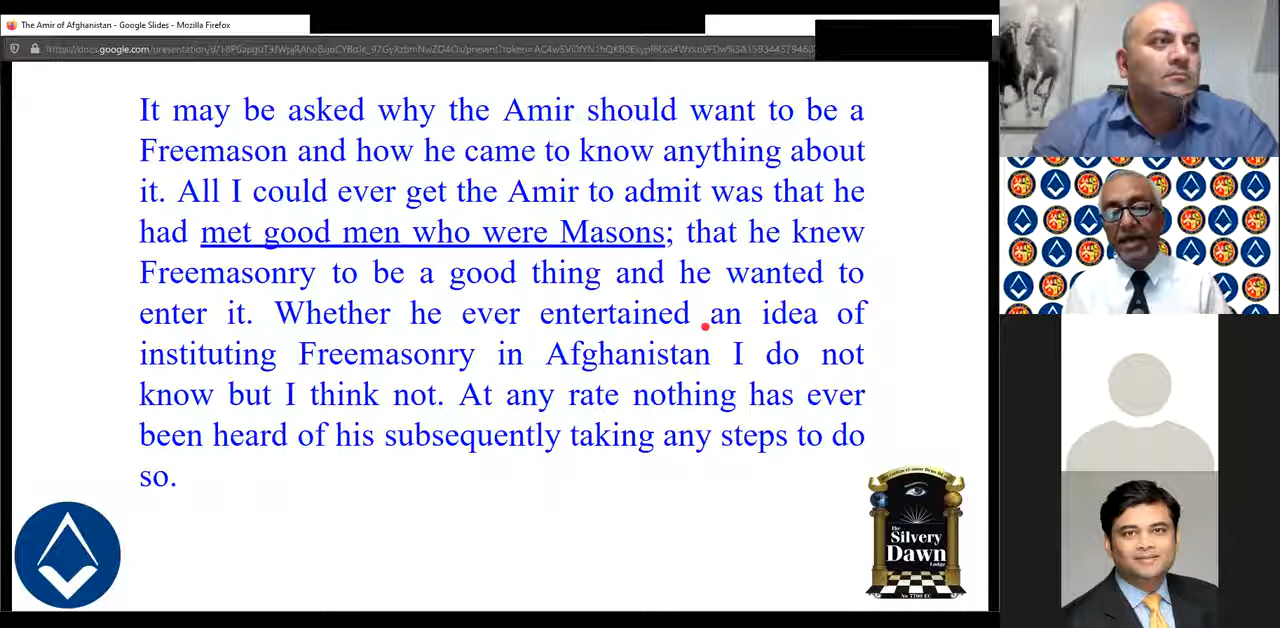 The Amir of Afghanistan - Google Slides - Mozilla Firefox
It may be asked why the Amir should want to be a
Freemason and how he came to know anything about
it. All I could ever get the Amir to admit was that he
had met good men who were Masons; that he knew
Freemasonry to be a good thing and he wanted to
enter it. Whether he ever entertained an idea of
instituting Freemasonry in Afghanistan I do not
know but I think not. At any rate nothing has ever
been heard of his subsequently taking any steps to do
so.
The
Silvery
Dawn
Lodge
No 7700 EC